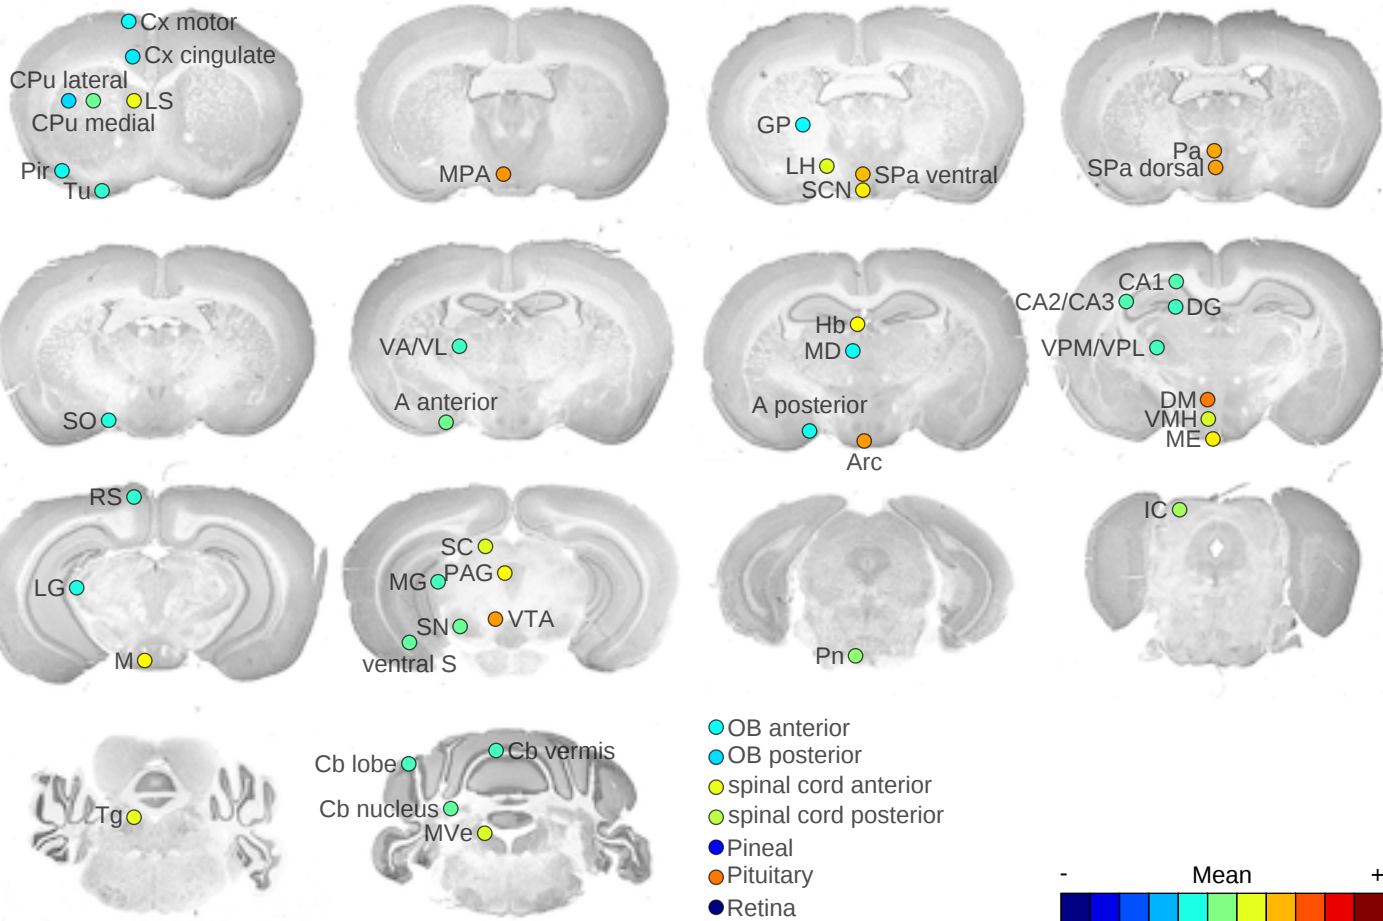 Cx motor
Cx cingulate
CPu lateral
LS
CPu medial
Pir
Tu
MPA
GP
LH
SPa ventral
SCN
Pa
SPa dorsal
SO
VA/VL
A anterior
Hb
MD
A posterior
Arc
CA1
CA2/CA3
DG
VPM/VPL
DM
VMH
ME
RS
LG
M
SC
MG
PAG
SN
VTA
ventral S
Pn
IC
Tg
Cb lobe
Cb vermis
Cb nucleus
MVe
OB anterior
OB posterior
spinal cord anterior
spinal cord posterior
Pineal
Pituitary
Retina
- Mean +